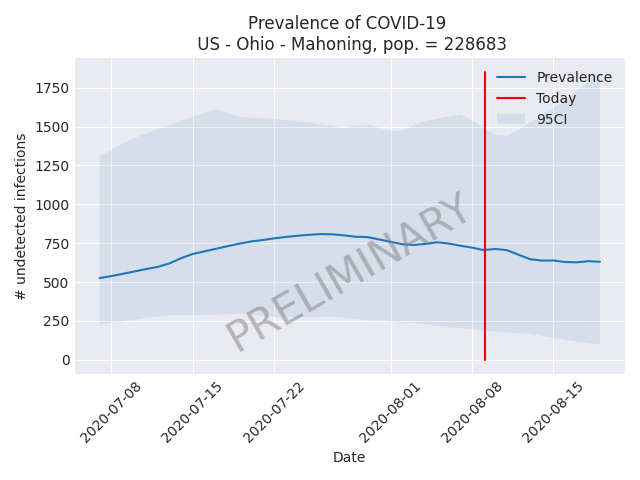 Prevalence of COVID-19
US - Ohio - Mahoning, pop. = 228683
Prevalence
Today
95CI
1750
1500
1250
1000
750
500
250
0
# undetected infections
PRELIMINARY
2020-07-08
2020-07-15
2020-07-22
2020-08-01
2020-08-08
2020-08-15
Date